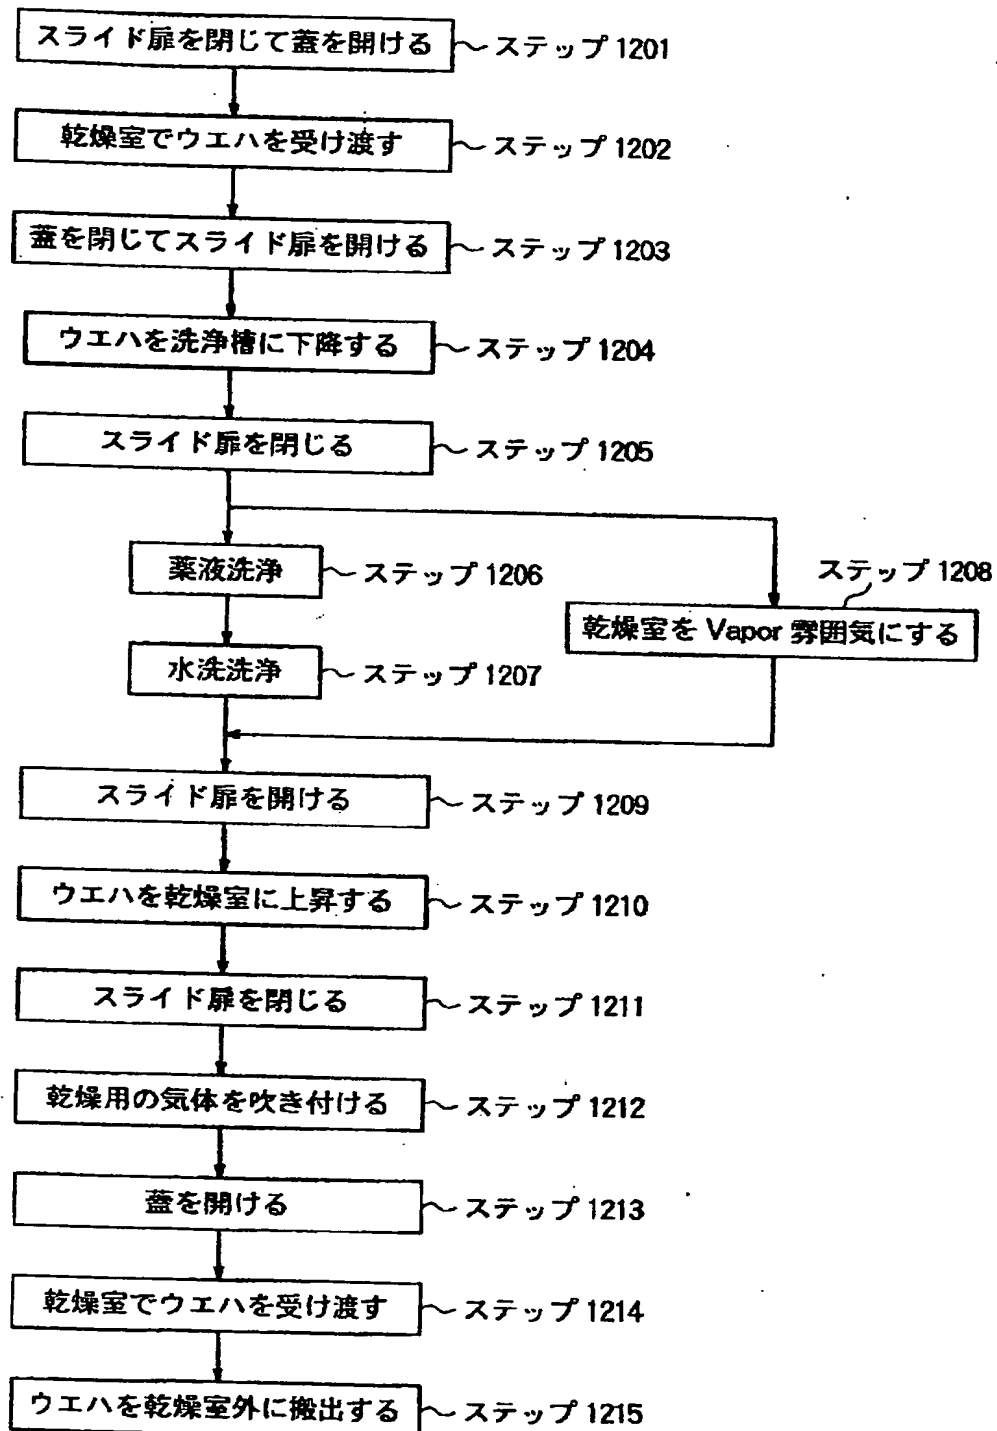 スライド扉を閉じて蓋を開ける ステップ 1201
乾燥室でウエハを受け渡す ステップ 1202
蓋を閉じてスライド扉を開ける ステップ 1203
ウエハを洗浄槽に下降する ステップ 1204
スライド扉を閉じる ステップ 1205
薬液洗浄 ステップ 1206
水洗洗浄 ステップ 1207
ステップ 1208
乾燥室を Vapor 雰囲気にする
スライド扉を開ける ステップ 1209
ウエハを乾燥室に上昇する ステップ 1210
スライド扉を閉じる ステップ 1211
乾燥用の気体を吹き付ける ステップ 1212
蓋を開ける ステップ 1213
乾燥室でウエハを受け渡す ステップ 1214
ウエハを乾燥室外に搬出する ステップ 1215